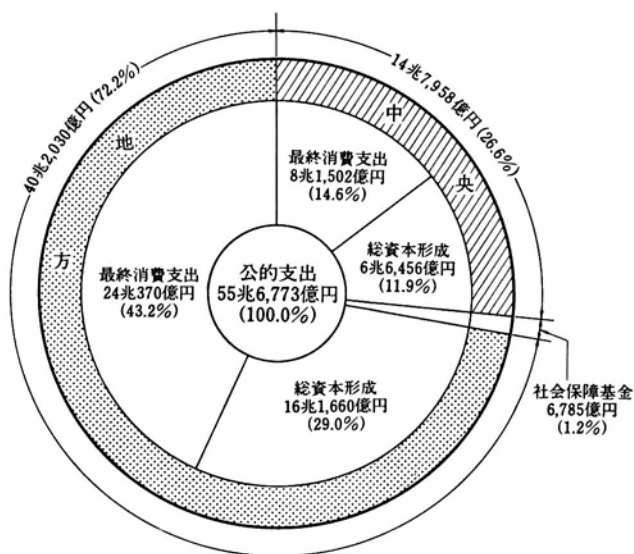 40兆2,030億円(72.2%)
14兆7,958億円(26.6%)
地
方
中
央
最終消費支出
8兆1,502億円
(14.6%)
総資本形成
6兆6,456億円
(11.9%)
最終消費支出
24兆370億円
(43.2%)
公的支出
55兆6,773億円
(100.0%)
総資本形成
16兆1,660億円
(29.0%)
社会保障基金
6,785億円
(1.2%)